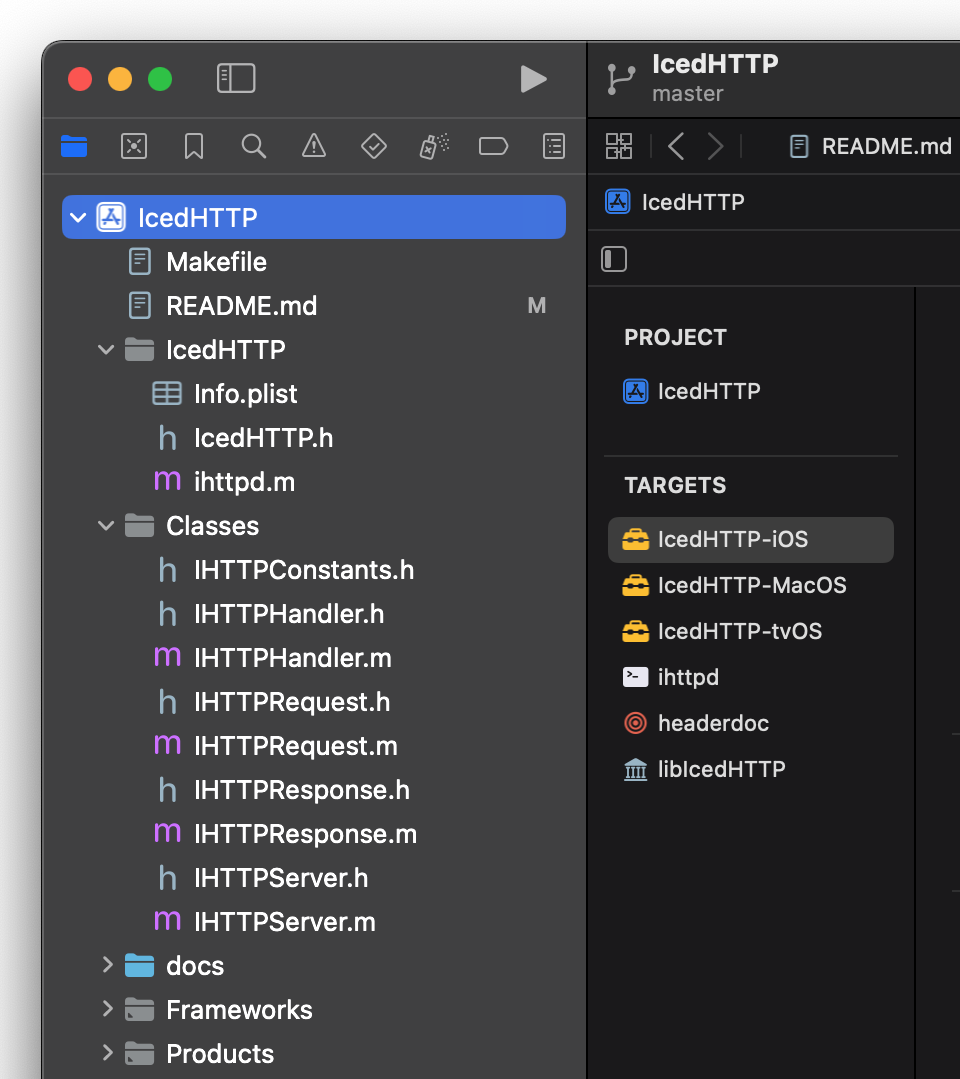 IcedHTTP
master
README.md
IcedHTTP
IcedHTTP
Makefile
README.md M
IcedHTTP
Info.plist
h IcedHTTP.h
m ihttpd.m
Classes
h IHTTPConstants.h
h IHTTPHandler.h
m IHTTPHandler.m
h IHTTPRequest.h
m IHTTPRequest.m
h IHTTPResponse.h
m IHTTPResponse.m
h IHTTPServer.h
m IHTTPServer.m
docs
Frameworks
Products
PROJECT
IcedHTTP
TARGETS
IcedHTTP-iOS
IcedHTTP-MacOS
IcedHTTP-tvOS
ihttpd
headerdoc
libIcedHTTP